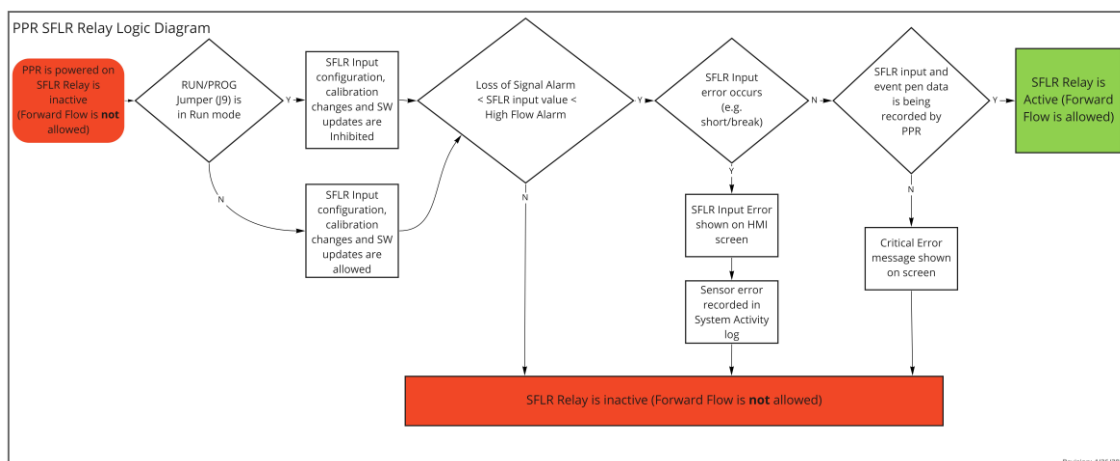 PPR SFLR Relay Logic Diagram
PPR is powered on
SFLR Relay is
inactive
(Forward Flow is not
allowed)
RUN/PROG
Jumper (J9) is
in Run mode
Y
N
SFLR Input
configuration,
calibration
changes and SW
updates are
Inhibited
SFLR Input
configuration,
calibration
changes and SW
updates are
allowed
Loss of Signal Alarm
< SFLR input value <
High Flow Alarm
Y
N
SFLR Input
error occurs
(e.g.
short/break)
N
Y
SFLR Input Error
shown on HMI
screen
Sensor error
recorded in
System Activity
log
SFLR input and
event pen data is
being
recorded by
PPR
Y
N
Critical Error
message shown
on screen
SFLR Relay is
Active (Forward
Flow is allowed)
SFLR Relay is inactive (Forward Flow is not allowed)